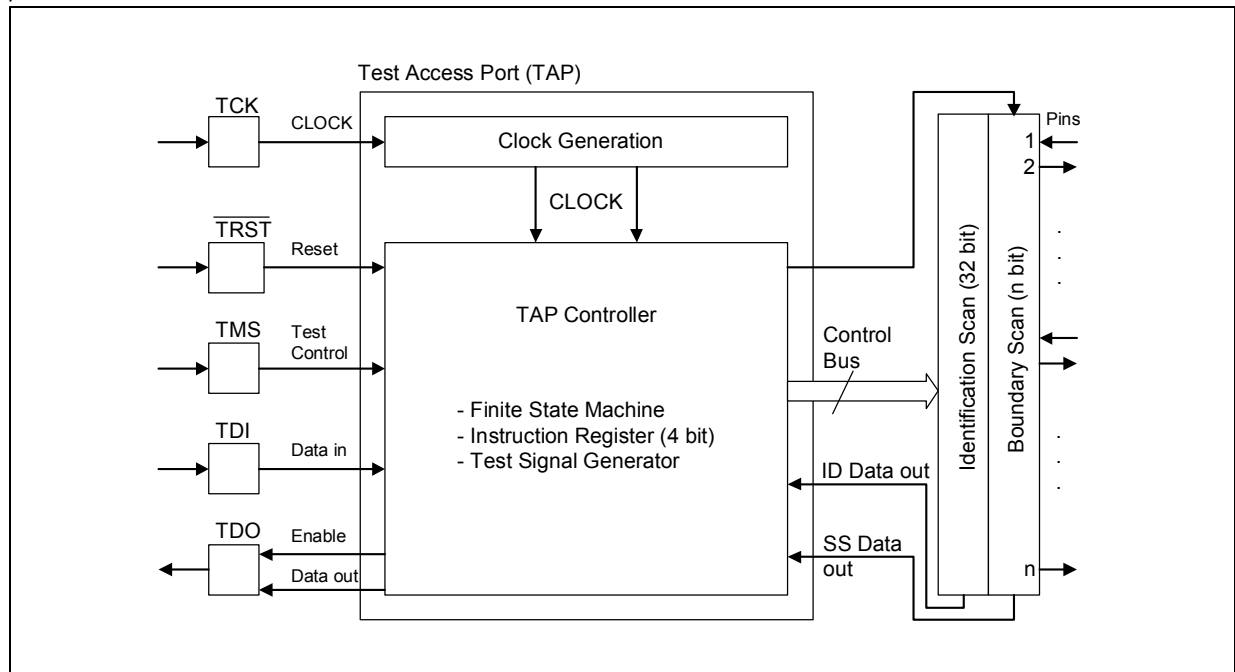 Test Access Port (TAP)
TCK
CLOCK
Clock Generation
CLOCK
TRST
Reset
TMS
Test
Control
TDI
Data in
TDO
Enable
Data out
TAP Controller
- Finite State Machine
- Instruction Register (4 bit)
- Test Signal Generator
Control
Bus
ID Data out
SS Data
out
Identification Scan (32 bit)
Boundary Scan (n bit)
Pins
1
2
n